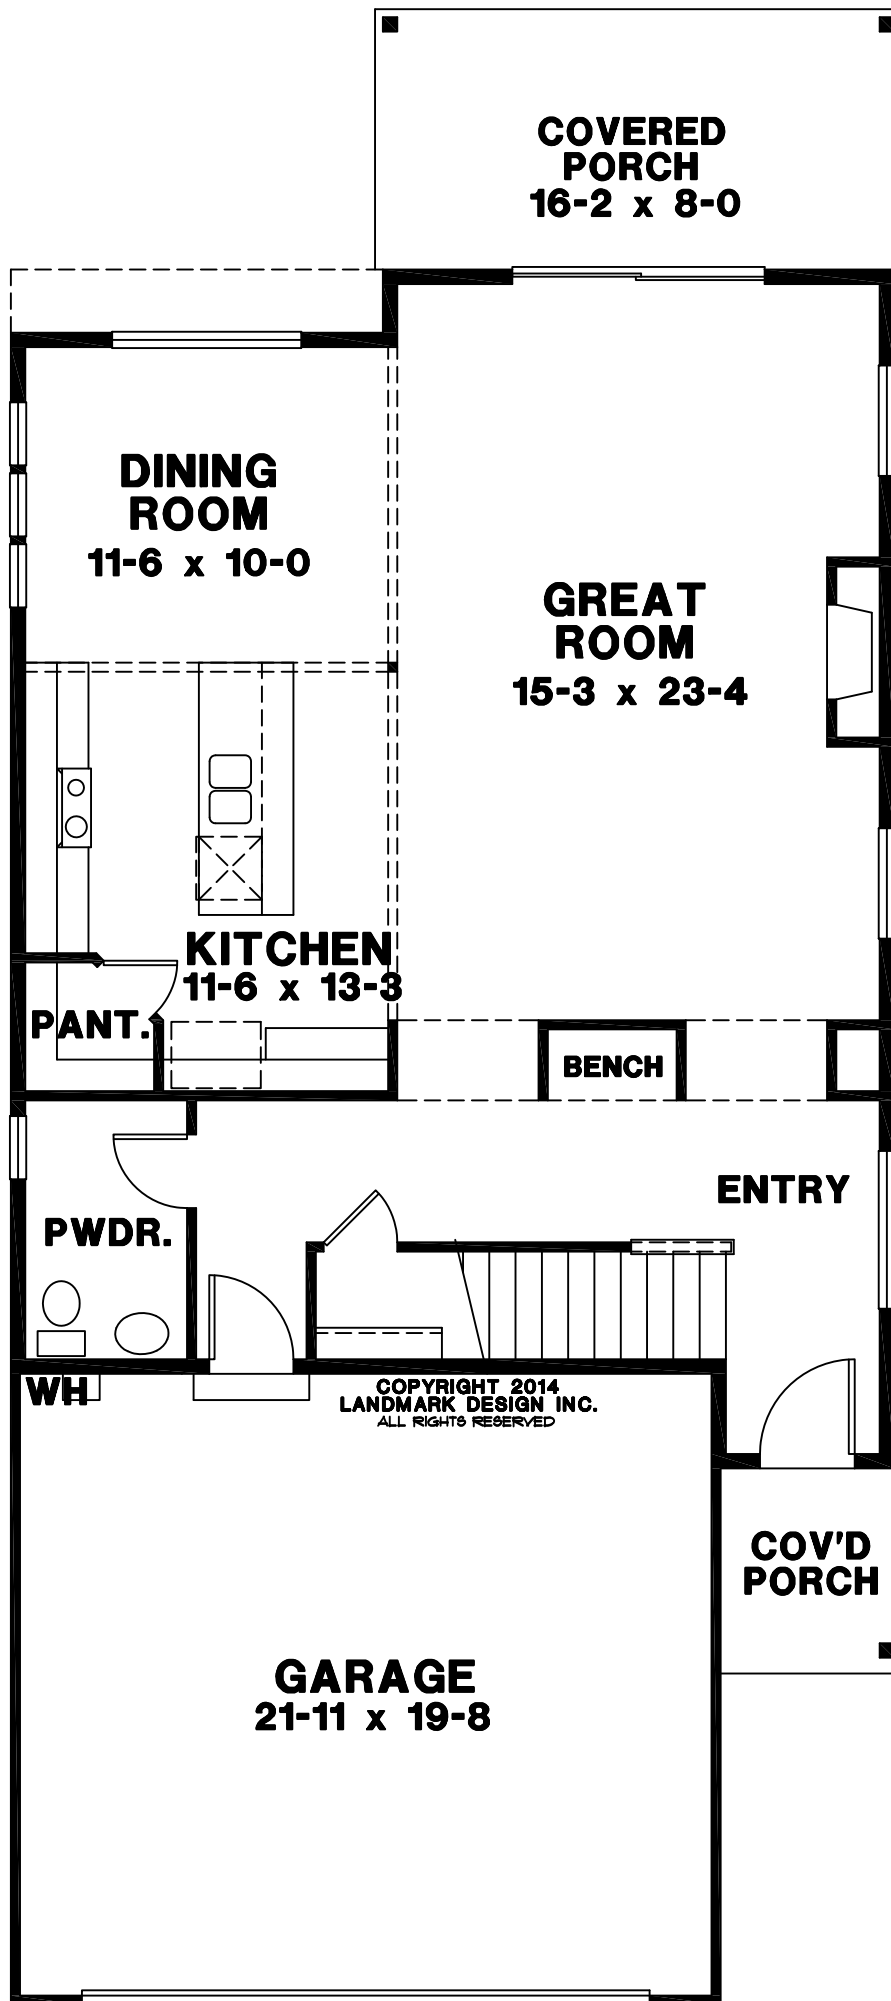 COVERED
PORCH
16-2 x 8-0
DINING
ROOM
11-6 x 10-0
GREAT
ROOM
15-3 x 23-4
KITCHEN
11-6 x 13-3
PANT.
BENCH
ENTRY
PWDR.
WH
COPYRIGHT 2014
LANDMARK DESIGN INC.
ALL RIGHTS RESERVED
COV'D
PORCH
GARAGE
21-11 x 19-8